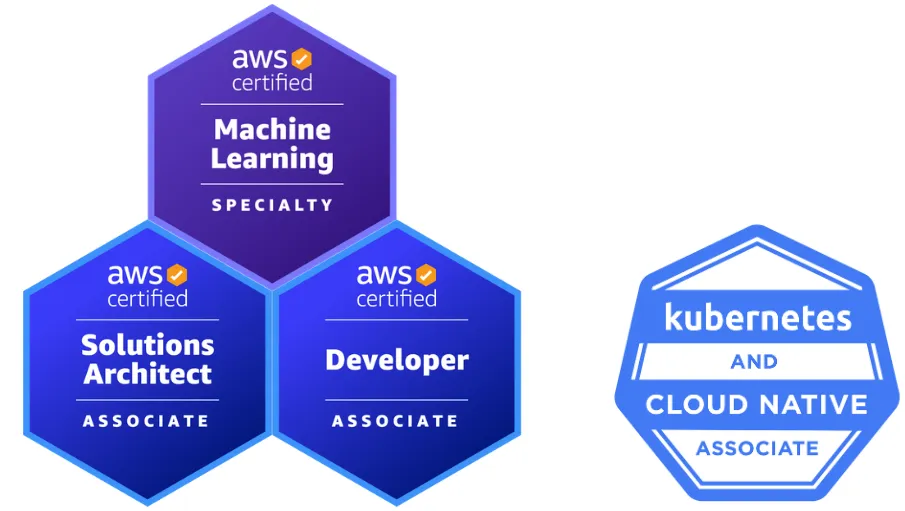 aws
certified
Machine
Learning
SPECIALTY
aws
certified
Solutions
Architect
ASSOCIATE
aws
certified
Developer
ASSOCIATE
kubernetes
AND
CLOUD NATIVE
ASSOCIATE